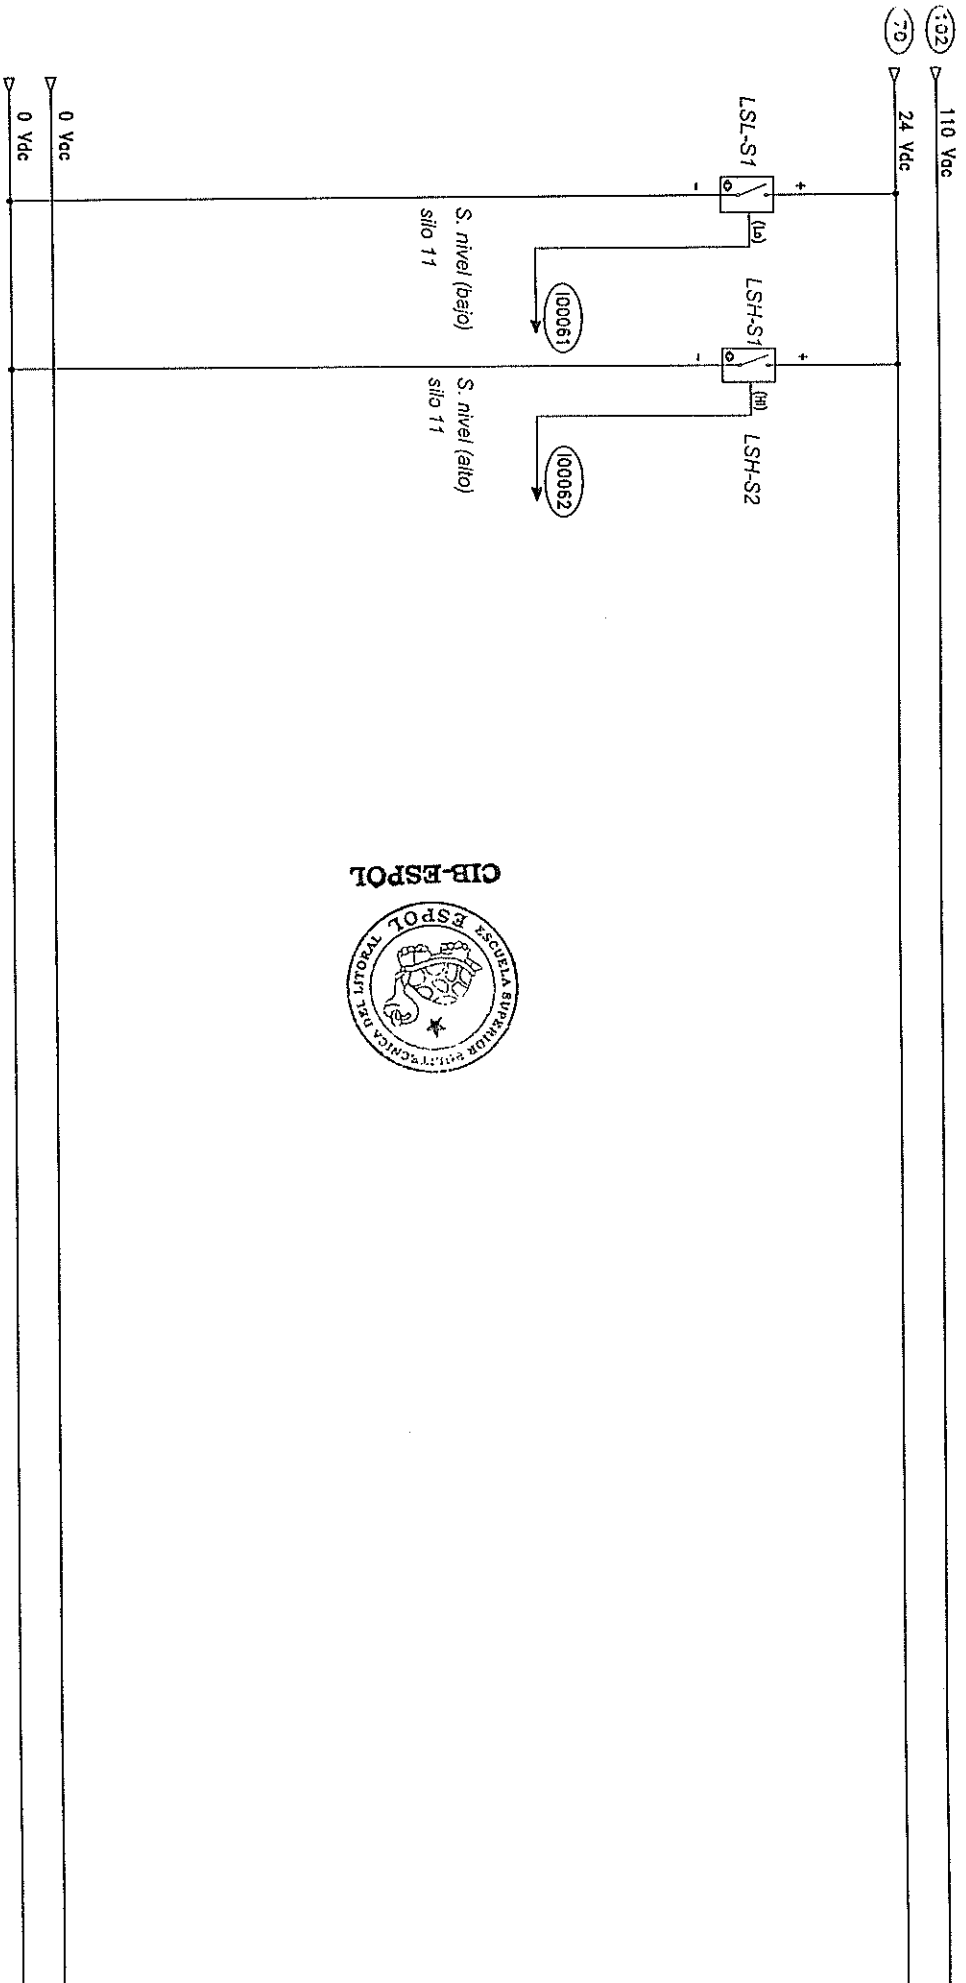 102
110 Vac
70
24 Vdc
LSL-S1
+
(Lo)
-
I00061
S. nivel (bajo)
silo 11
LSH-S1
+
(HI)
-
LSH-S2
I00062
S. nivel (alto)
silo 11
0 Vac
0 Vdc
CIB-ESPOL
ESCUELA SUPERIOR POLITECNICA DEL LITORAL
ESPOL